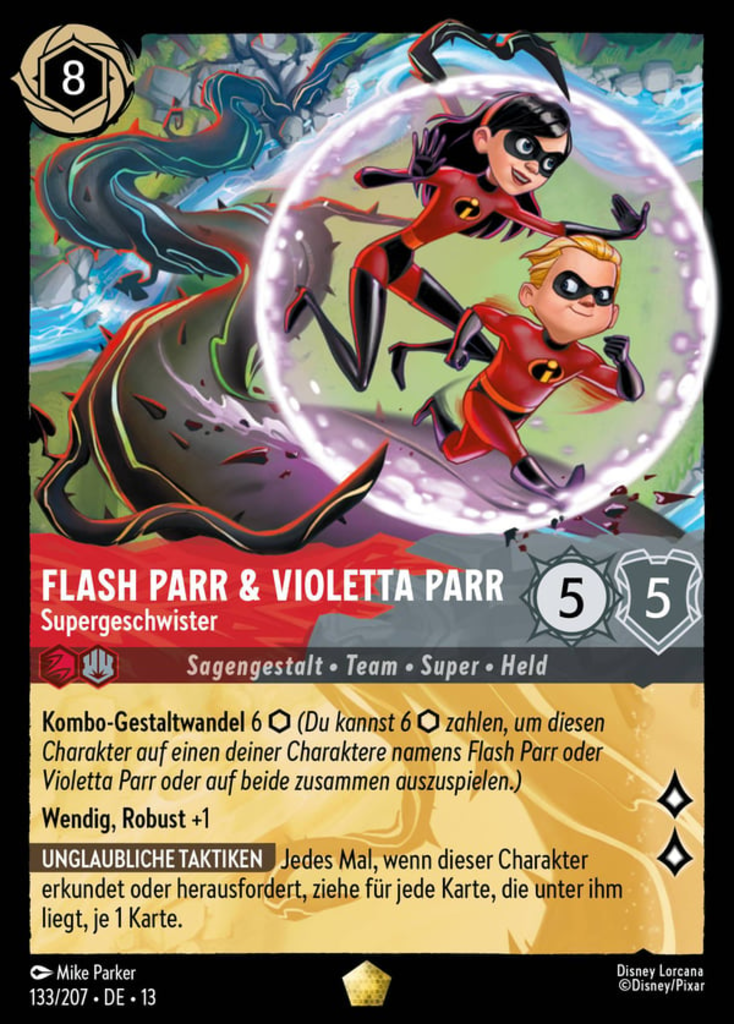 8
FLASH PARR & VIOLETTA PARR
Supergeschwister
5
5
Sagengestalt • Team • Super • Held
Kombo-Gestaltwandel 6 ⬡ (Du kannst 6 ⬡ zahlen, um diesen
Charakter auf einen deiner Charaktere namens Flash Parr oder
Violetta Parr oder auf beide zusammen auszuspielen.)
Wendig, Robust +1
UNGLAUBLICHE TAKTIKEN Jedes Mal, wenn dieser Charakter
erkundet oder herausfordert, ziehe für jede Karte, die unter ihm
liegt, je 1 Karte.
Mike Parker
133/207 • DE • 13
Disney Lorcana
©Disney/Pixar